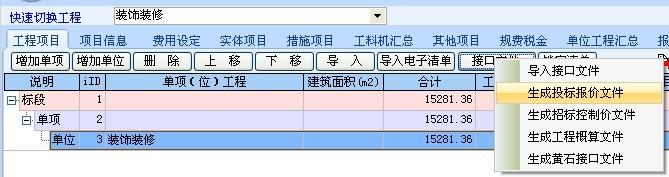 快速切换工程 装饰装修
工程项目 项目信息 费用设定 实体项目 措施项目 工料机汇总 其他项目 规费税金 单位工程汇总 报
增加单项 增加单位 删 除 上 移 下 移 导 入 导入电子清单
说明 iID 单项(位)工程 建筑面积(m2) 合计
导入接口文件
标段 1 15281.36
生成投标报价文件
单项 2 15281.36
生成招标控制价文件
单位 3 装饰装修 15281.36
生成工程概算文件
生成黄石接口文件